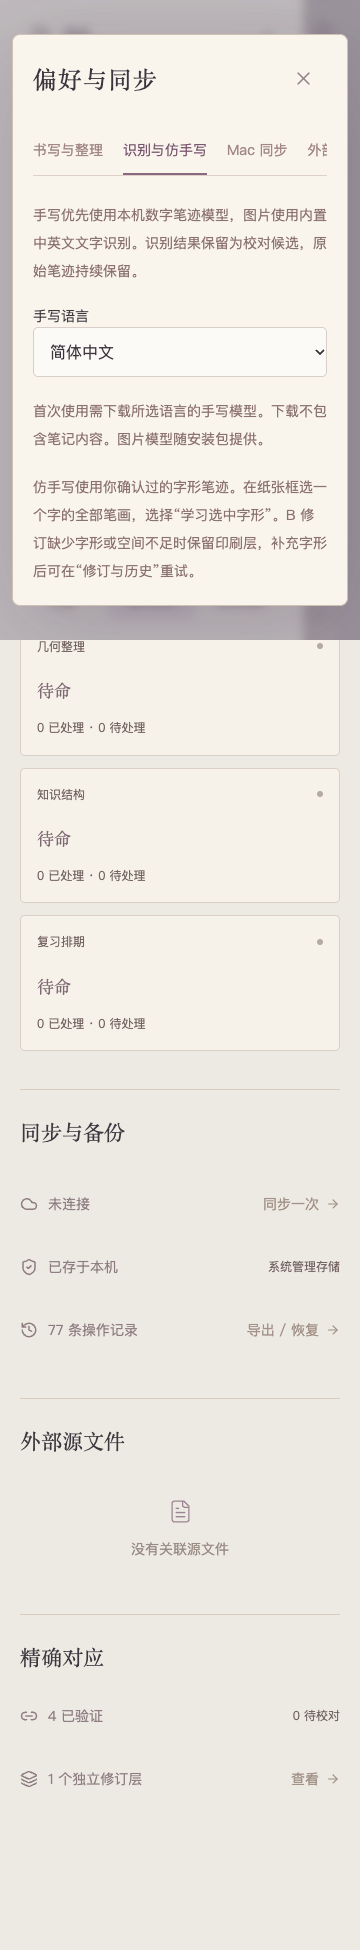 偏好与同步
书写与整理 识别与仿手写 Mac 同步 外
手写优先使用本机数字笔迹模型，图片使用内置
中英文文字识别。识别结果保留为校对候选，原
始笔迹持续保留。
手写语言
简体中文
首次使用需下载所选语言的手写模型。下载不包
含笔记内容。图片模型随安装包提供。
仿手写使用你确认过的字形笔迹。在纸张框选一
个字的全部笔画，选择“学习选中字形”。B 修
订缺少字形或空间不足时保留印刷层，补充字形
后可在“修订与历史”重试。
几何整理
待命
0 已处理 · 0 待处理
知识结构
待命
0 已处理 · 0 待处理
复习排期
待命
0 已处理 · 0 待处理
同步与备份
未连接 同步一次
已存于本机 系统管理存储
77 条操作记录 导出 / 恢复
外部源文件
没有关联源文件
精确对应
4 已验证 0 待校对
1 个独立修订层 查看